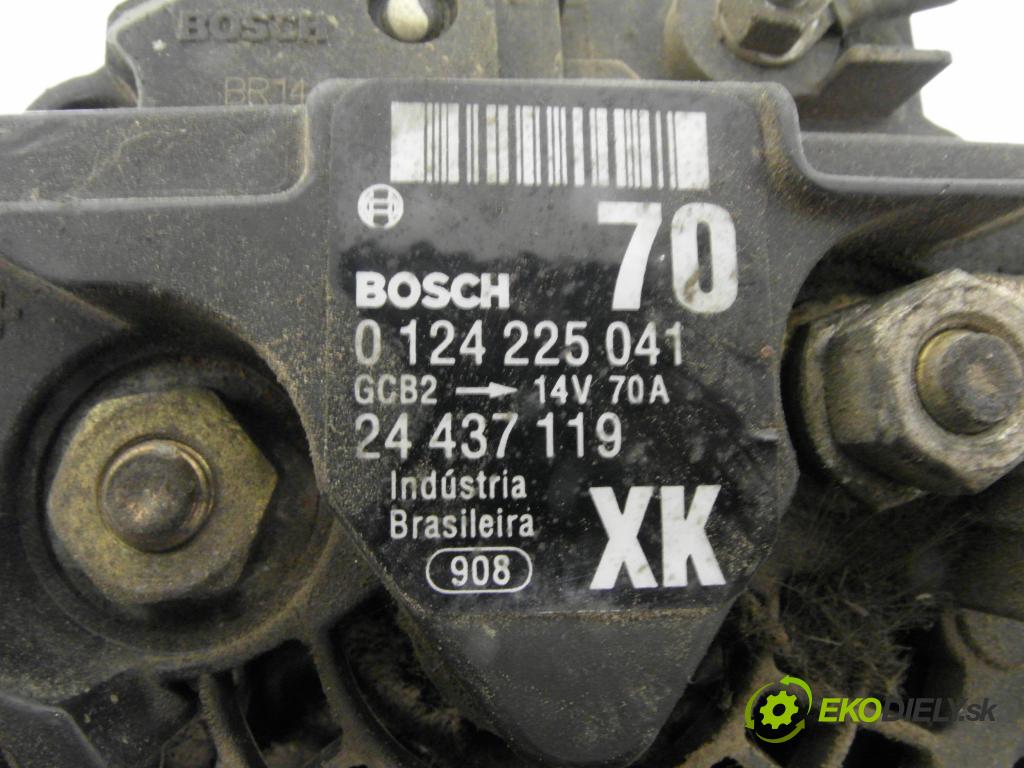 BOSCH
BR14
70
BOSCH
0 124 225 041
GCB2 → 14V 70A
24 437 119
Indústria
Brasileira
XK
908
EKODIELY.sk